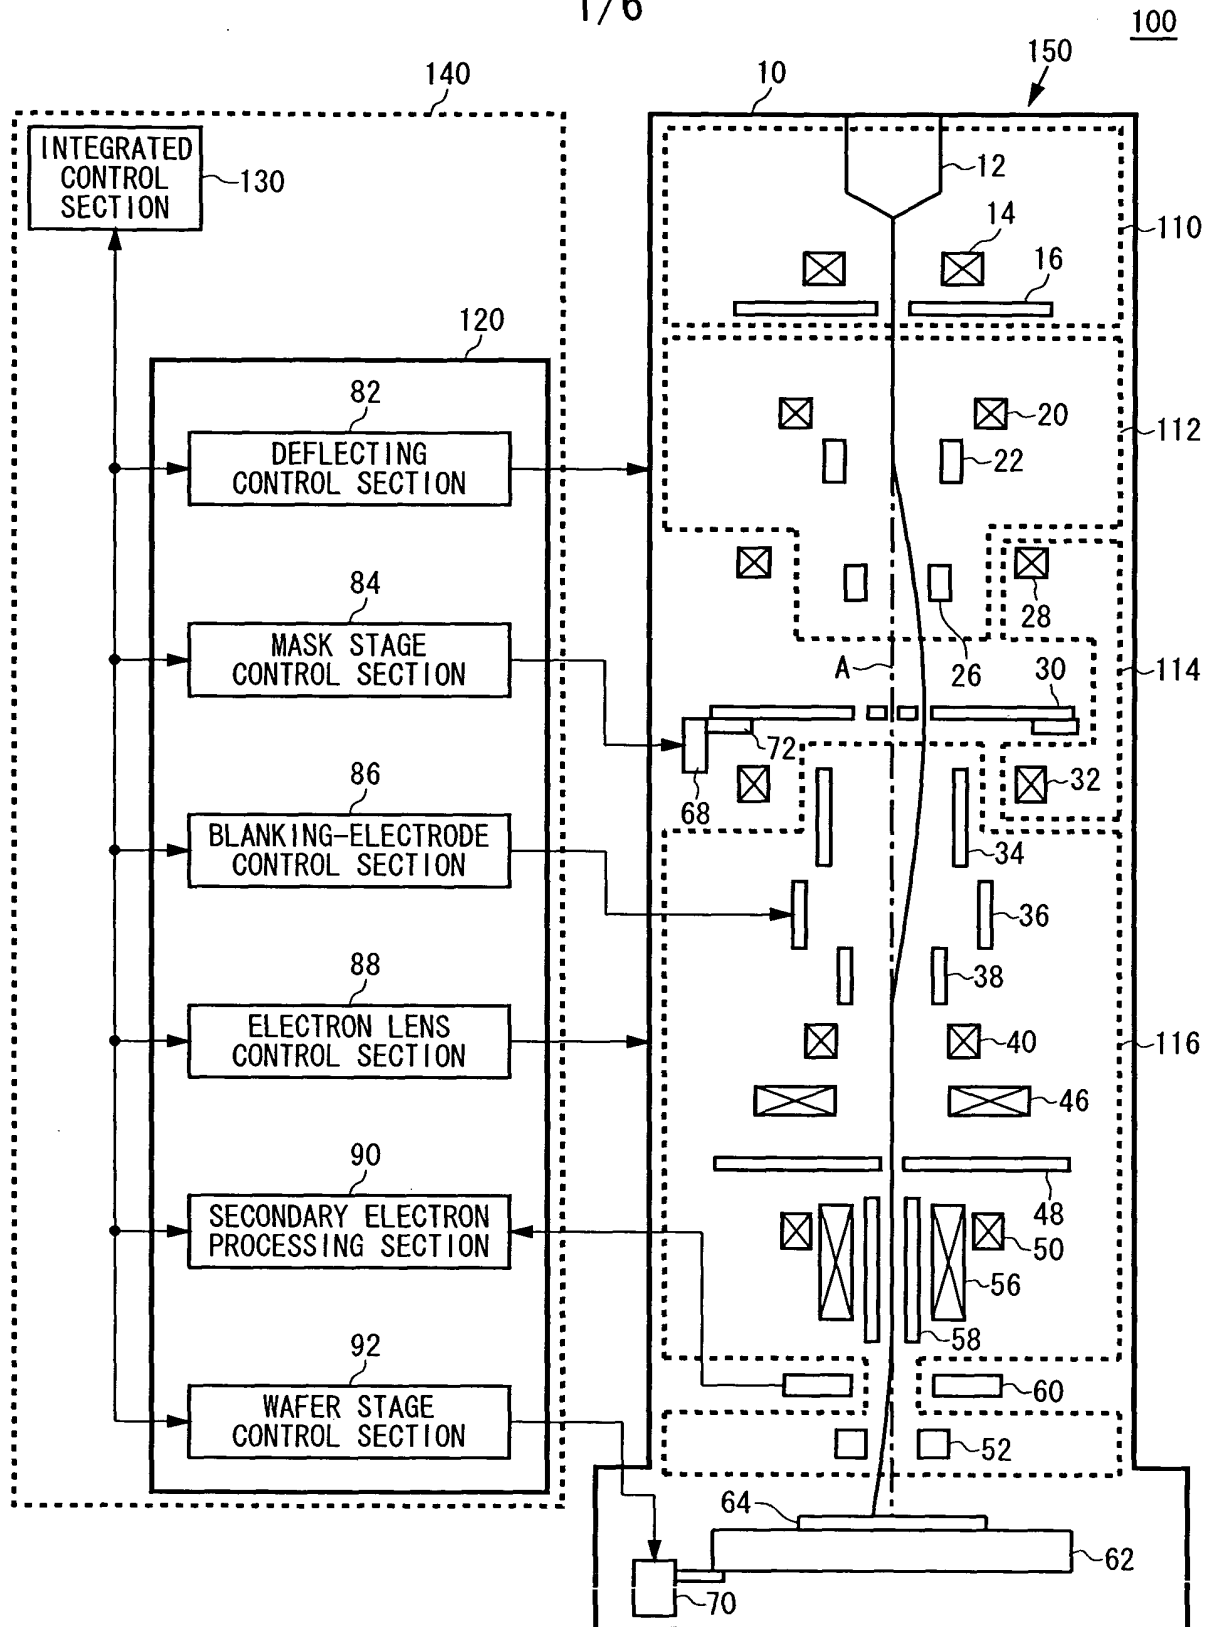 1/6
100
150
140
10
INTEGRATED
CONTROL
SECTION
130
12
14
16
110
120
82
DEFLECTING
CONTROL SECTION
20
22
112
84
MASK STAGE
CONTROL SECTION
28
26
A
30
114
72
68
32
86
BLANKING-ELECTRODE
CONTROL SECTION
34
36
38
88
ELECTRON LENS
CONTROL SECTION
40
116
46
90
SECONDARY ELECTRON
PROCESSING SECTION
48
50
56
58
92
WAFER STAGE
CONTROL SECTION
60
52
64
62
70